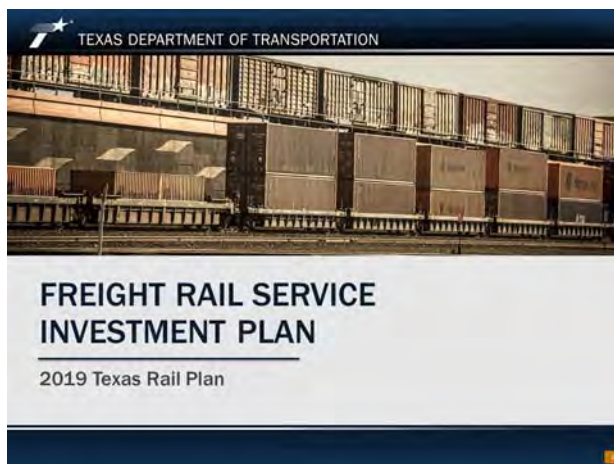 TEXAS DEPARTMENT OF TRANSPORTATION
FREIGHT RAIL SERVICE
INVESTMENT PLAN
2019 Texas Rail Plan